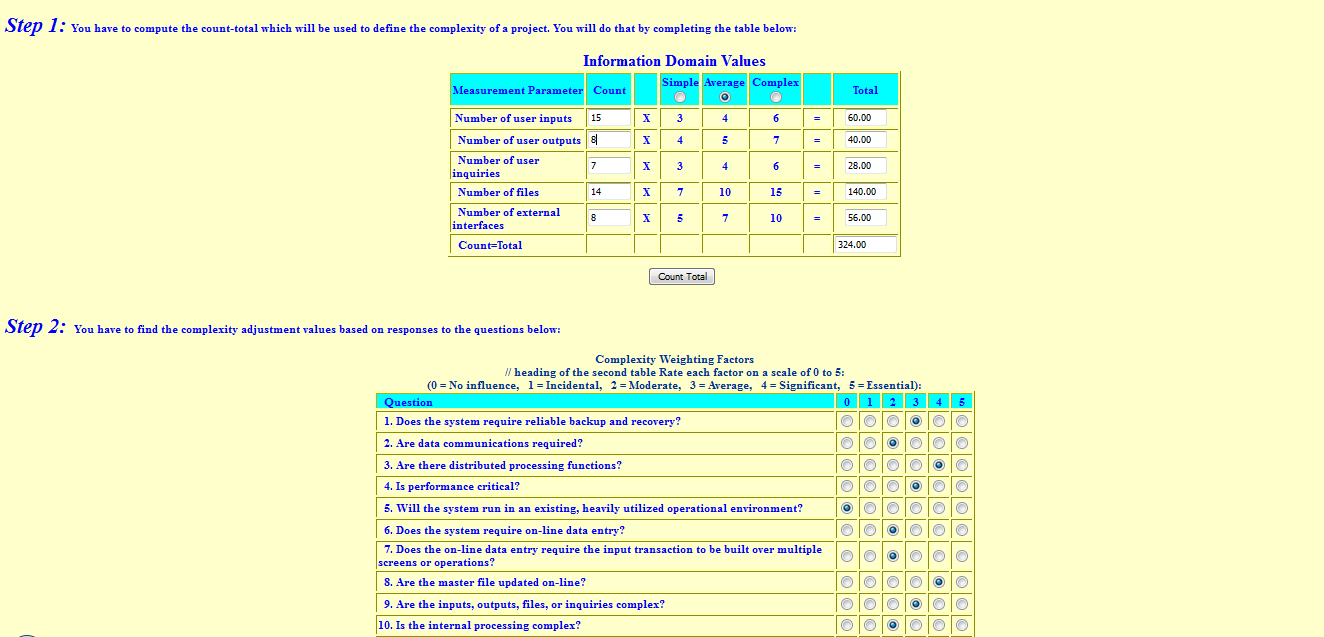 Step 1: You have to compute the count-total which will be used to define the complexity of a project. You will do that by completing the table below:
Information Domain Values
Measurement Parameter Count Simple Average Complex Total
Number of user inputs 15 X 3 4 6 = 60.00
Number of user outputs 8 X 4 5 7 = 40.00
Number of user
inquiries 7 X 3 4 6 = 28.00
Number of files 14 X 7 10 15 = 140.00
Number of external
interfaces 8 X 5 7 10 = 56.00
Count=Total 324.00
Count Total
Step 2: You have to find the complexity adjustment values based on responses to the questions below:
Complexity Weighting Factors
// heading of the second table Rate each factor on a scale of 0 to 5:
(0 = No influence, 1 = Incidental, 2 = Moderate, 3 = Average, 4 = Significant, 5 = Essential):
Question 0 1 2 3 4 5
1. Does the system require reliable backup and recovery?
2. Are data communications required?
3. Are there distributed processing functions?
4. Is performance critical?
5. Will the system run in an existing, heavily utilized operational environment?
6. Does the system require on-line data entry?
7. Does the on-line data entry require the input transaction to be built over multiple
screens or operations?
8. Are the master file updated on-line?
9. Are the inputs, outputs, files, or inquiries complex?
10. Is the internal processing complex?